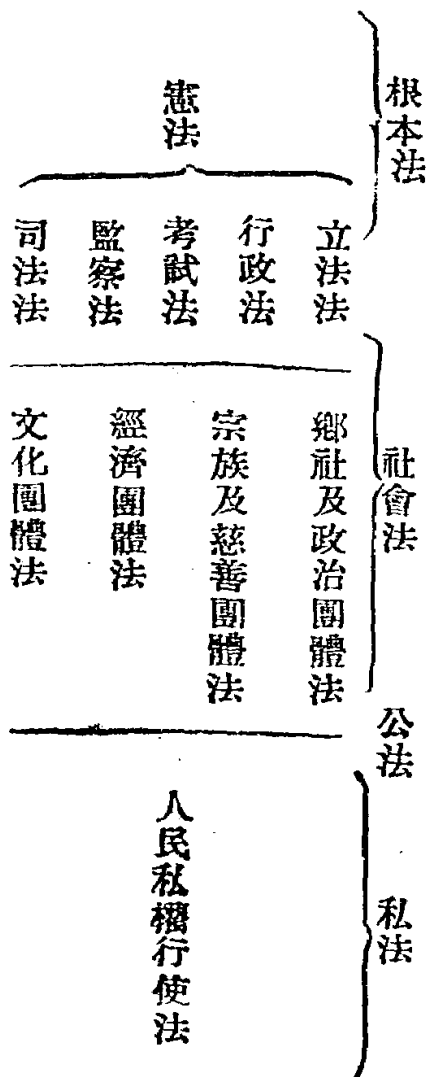 根本法
社會法
公法
私法
憲法
立法法
行政法
考試法
監察法
司法法
鄉社及政治團體法
宗族及慈善團體法
經濟團體法
文化團體法
人民私權行使法